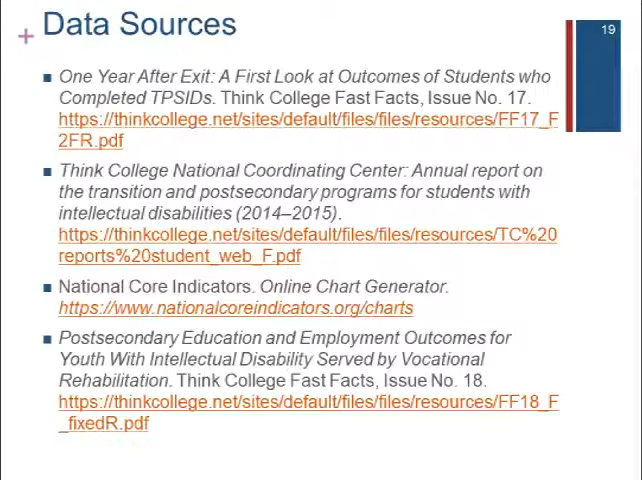 + Data Sources
19
One Year After Exit: A First Look at Outcomes of Students who
Completed TPSIDs. Think College Fast Facts, Issue No. 17.
https://thinkcollege.net/sites/default/files/files/resources/FF17_F
2FR.pdf
Think College National Coordinating Center: Annual report on
the transition and postsecondary programs for students with
intellectual disabilities (2014–2015).
https://thinkcollege.net/sites/default/files/files/resources/TC%20
reports%20student_web_F.pdf
National Core Indicators. Online Chart Generator.
https://www.nationalcoreindicators.org/charts
Postsecondary Education and Employment Outcomes for
Youth With Intellectual Disability Served by Vocational
Rehabilitation. Think College Fast Facts, Issue No. 18.
https://thinkcollege.net/sites/default/files/files/resources/FF18_F
_fixedR.pdf